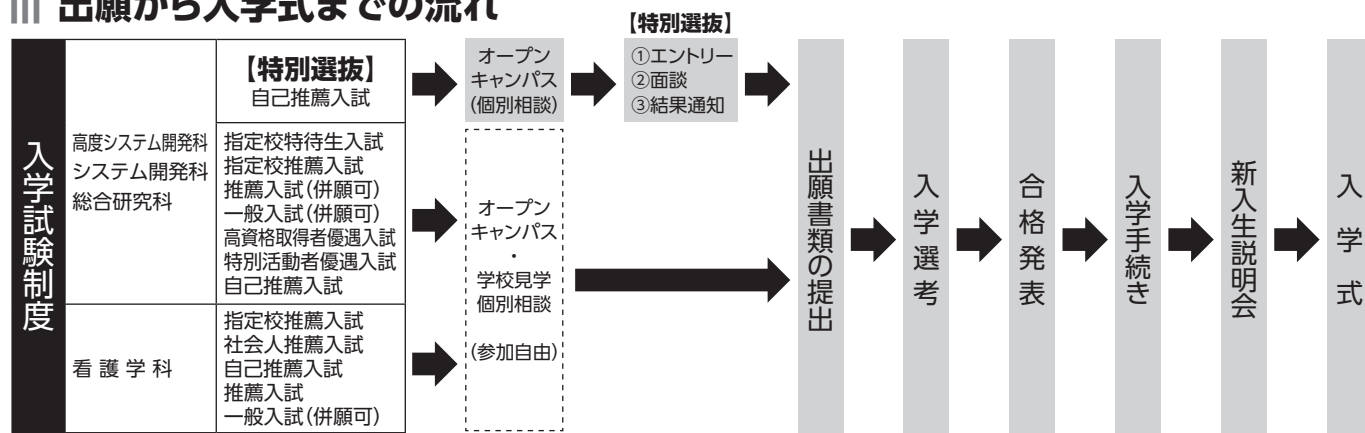 出願から入学式までの流れ
【特別選抜】
入学試験制度
高度システム開発科
システム開発科
総合研究科
【特別選抜】
自己推薦入試
指定校特待生入試
指定校推薦入試
推薦入試(併願可)
一般入試(併願可)
高資格取得者優遇入試
特別活動者優遇入試
自己推薦入試
看護学科
指定校推薦入試
社会人推薦入試
自己推薦入試
推薦入試
一般入試(併願可)
オープン
キャンパス
(個別相談)
①エントリー
②面談
③結果通知
オープン
キャンパス
・
学校見学
個別相談
(参加自由)
出願書類の提出
入学選考
合格発表
入学手続き
新入生説明会
入学式